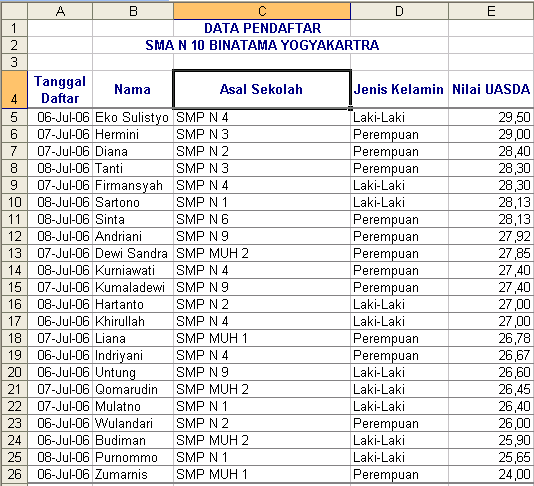 A B C D E
1 DATA PENDAFTAR
2 SMA N 10 BINATAMA YOGYAKARTRA
3
4 Tanggal Daftar Nama Asal Sekolah Jenis Kelamin Nilai UASDA
5 06-Jul-06 Eko Sulistyo SMP N 4 Laki-Laki 29,50
6 07-Jul-06 Hermini SMP N 3 Perempuan 29,00
7 07-Jul-06 Diana SMP N 2 Perempuan 28,40
8 08-Jul-06 Tanti SMP N 3 Perempuan 28,30
9 07-Jul-06 Firmansyah SMP N 4 Laki-Laki 28,30
10 08-Jul-06 Sartono SMP N 1 Laki-Laki 28,13
11 08-Jul-06 Sinta SMP N 6 Perempuan 28,13
12 08-Jul-06 Andriani SMP N 9 Perempuan 27,92
13 07-Jul-06 Dewi Sandra SMP MUH 2 Perempuan 27,85
14 08-Jul-06 Kurniawati SMP N 4 Perempuan 27,40
15 07-Jul-06 Kumaladewi SMP N 9 Perempuan 27,40
16 08-Jul-06 Hartanto SMP N 2 Laki-Laki 27,00
17 06-Jul-06 Khirullah SMP N 4 Laki-Laki 27,00
18 07-Jul-06 Liana SMP MUH 1 Perempuan 26,78
19 06-Jul-06 Indriyani SMP N 4 Perempuan 26,67
20 06-Jul-06 Untung SMP N 9 Laki-Laki 26,60
21 07-Jul-06 Qomarudin SMP MUH 2 Laki-Laki 26,45
22 07-Jul-06 Mulatno SMP N 1 Laki-Laki 26,40
23 06-Jul-06 Wulandari SMP N 2 Perempuan 26,00
24 06-Jul-06 Budiman SMP MUH 2 Laki-Laki 25,90
25 08-Jul-06 Purnommo SMP N 1 Laki-Laki 25,65
26 06-Jul-06 Zumarnis SMP MUH 1 Perempuan 24,00